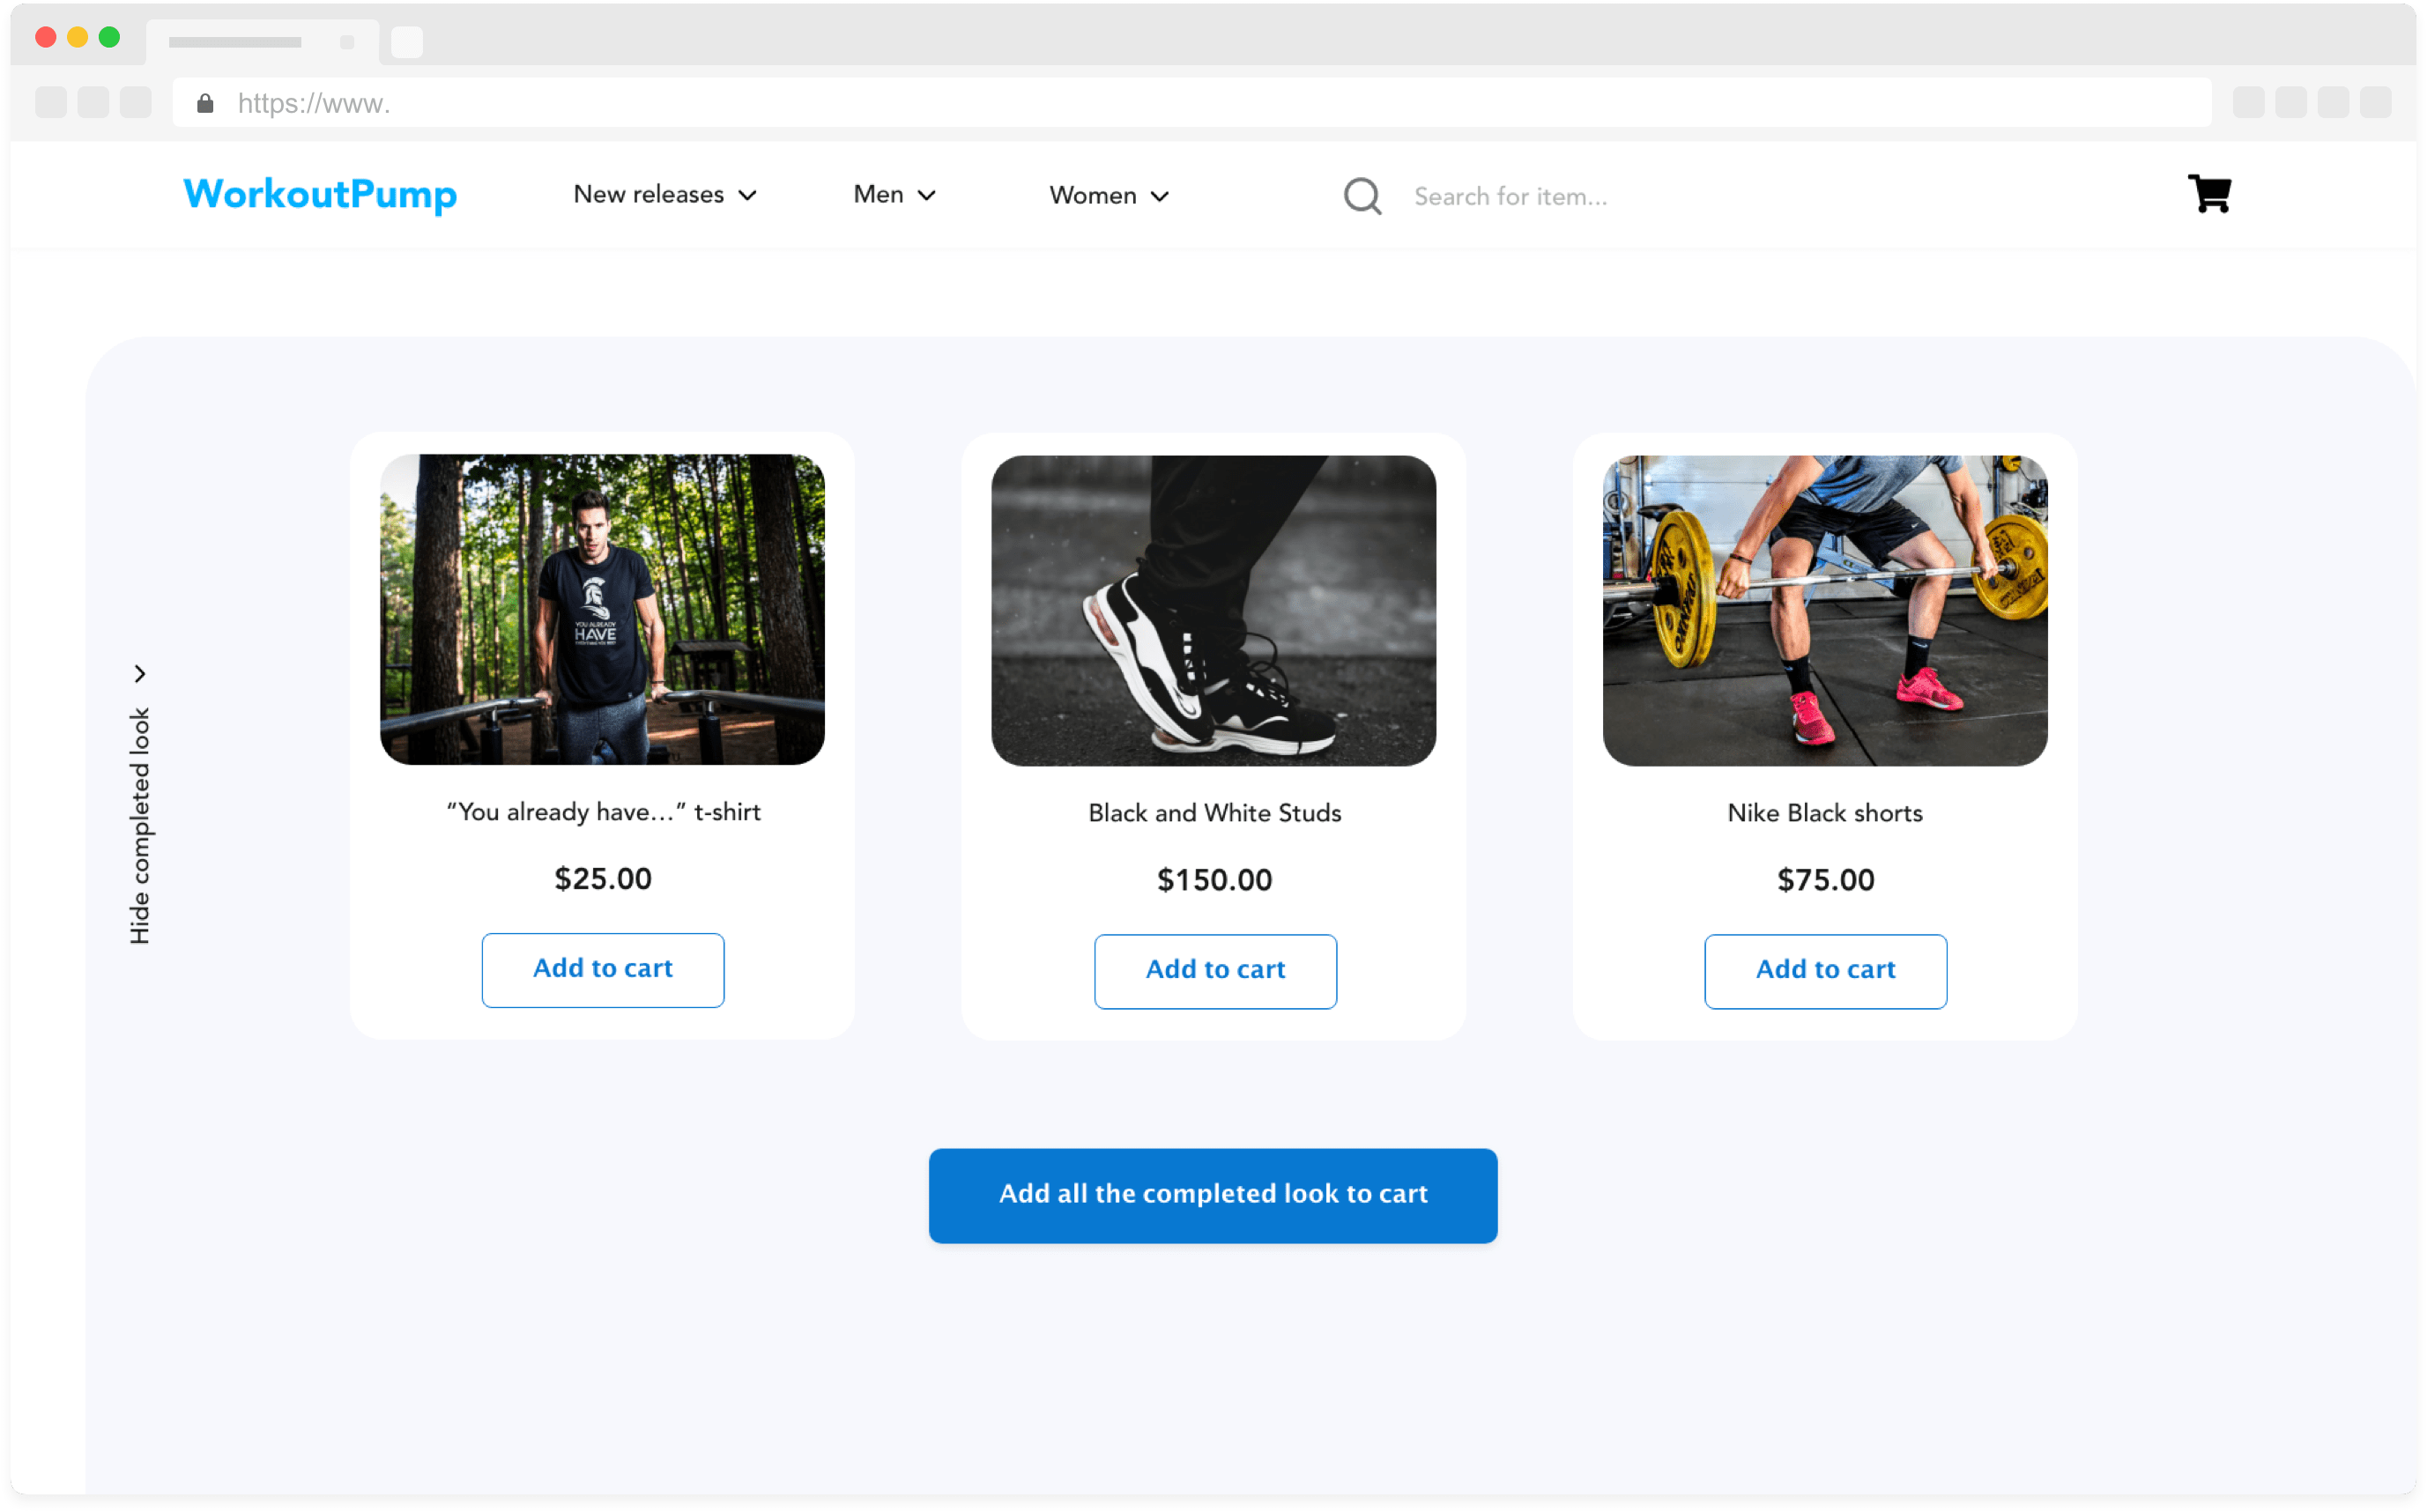 https://www.
WorkoutPump
New releases
Men
Women
Search for item...
Hide completed look
YOU ALREADY
HAVE
“You already have...” t-shirt
$25.00
Add to cart
Black and White Studs
$150.00
Add to cart
Nike Black shorts
$75.00
Add to cart
Add all the completed look to cart